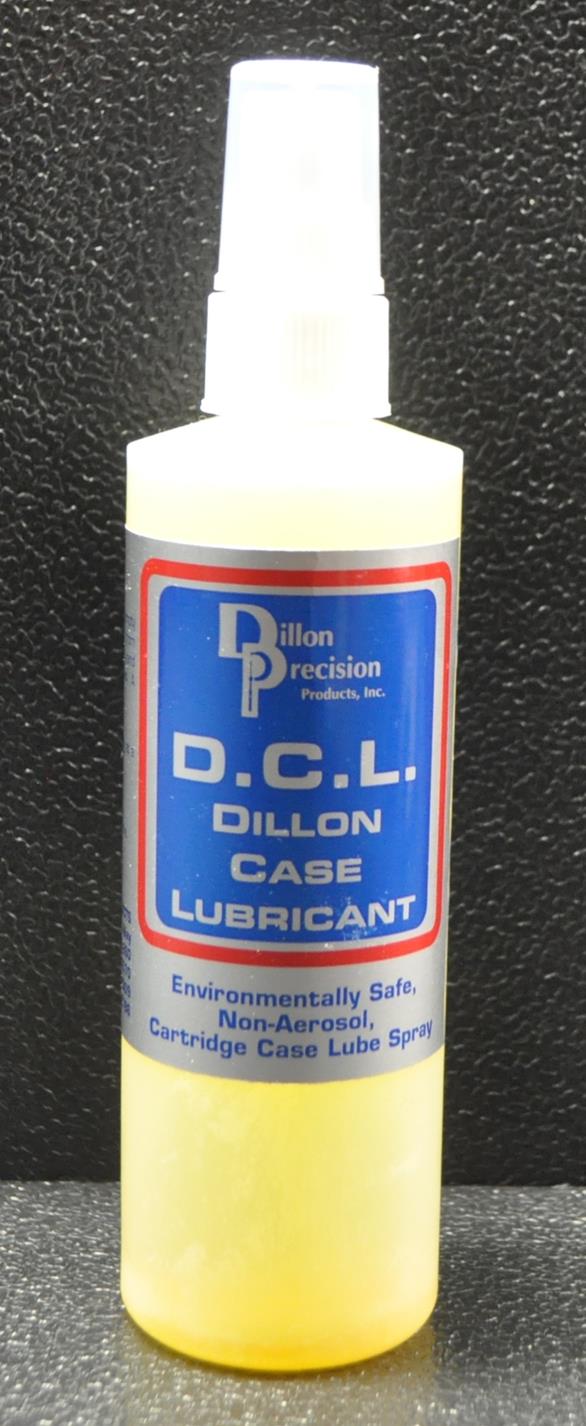 Dillon
Precision
Products, Inc.
D.C.L.
DILLON
CASE
LUBRICANT
Environmentally Safe,
Non-Aerosol,
Cartridge Case Lube Spray